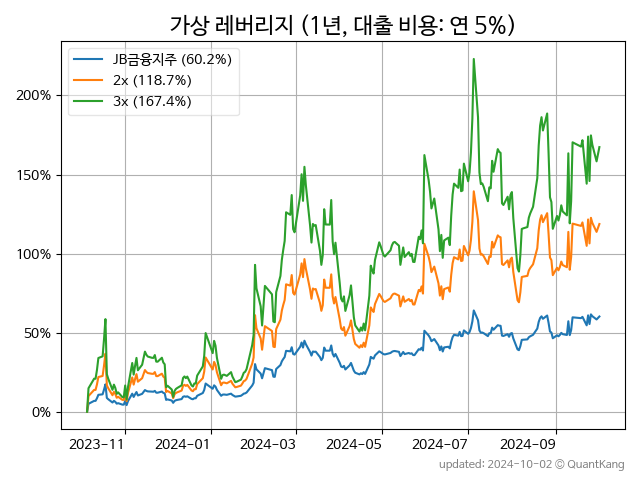 가상 레버리지 (1년, 대출 비용: 연 5%)
JB금융지주 (60.2%)
2x (118.7%)
3x (167.4%)
200%
150%
100%
50%
0%
2023-11 2024-01 2024-03 2024-05 2024-07 2024-09
updated: 2024-10-02 © QuantKang